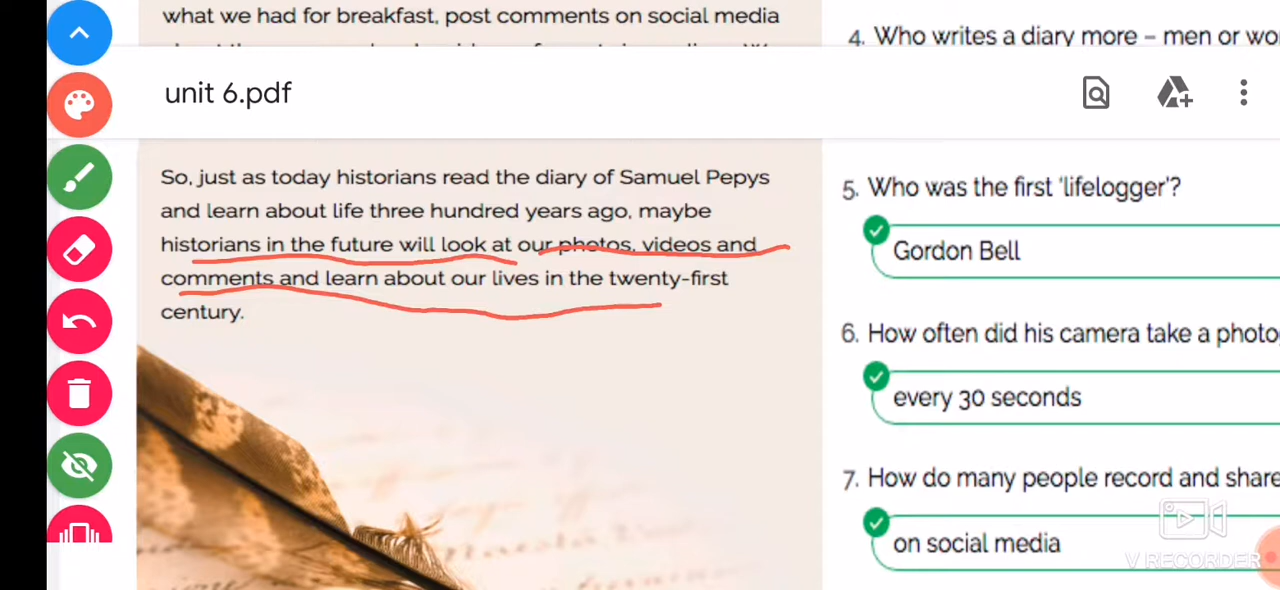 what we had for breakfast, post comments on social media
4. Who writes a diary more – men or wo
unit 6.pdf
So, just as today historians read the diary of Samuel Pepys
and learn about life three hundred years ago, maybe
historians in the future will look at our photos, videos and
comments and learn about our lives in the twenty-first
century.
5. Who was the first 'lifelogger'?
Gordon Bell
6. How often did his camera take a photo
every 30 seconds
7. How do many people record and share
on social media
V RECORDER